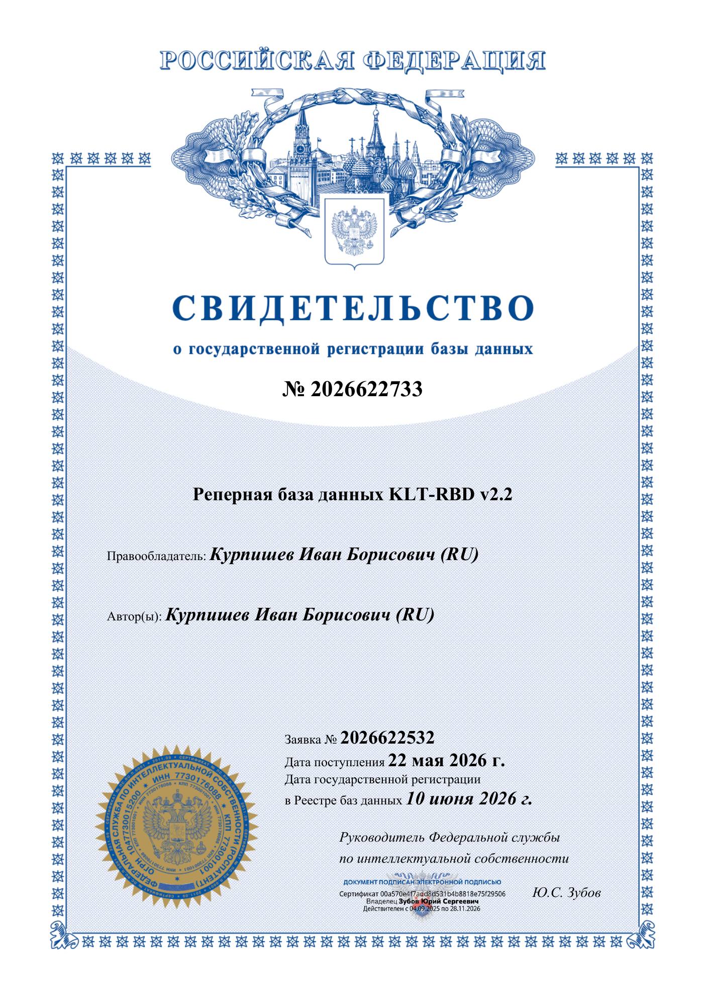 РОССИЙСКАЯ ФЕДЕРАЦИЯ
СВИДЕТЕЛЬСТВО
о государственной регистрации базы данных
№ 2026622733
Реперная база данных KLT-RBD v2.2
Правообладатель: Курпишев Иван Борисович (RU)
Автор(ы): Курпишев Иван Борисович (RU)
Заявка № 2026622532
Дата поступления 22 мая 2026 г.
Дата государственной регистрации
в Реестре баз данных 10 июня 2026 г.
Руководитель Федеральной службы
по интеллектуальной собственности
ДОКУМЕНТ ПОДПИСАН ЭЛЕКТРОННОЙ ПОДПИСЬЮ
Сертификат 00a570e4f7add8d531b4b8818e75f29506
Владелец Зубов Юрий Сергеевич
Действителен с 04.09.2025 по 28.11.2026
Ю.С. Зубов
ФЕДЕРАЛЬНАЯ СЛУЖБА ПО ИНТЕЛЛЕКТУАЛЬНОЙ СОБСТВЕННОСТИ (РОСПАТЕНТ)
ОГРН 1047730015200 * ИНН 7730176088 * КПП 773001001